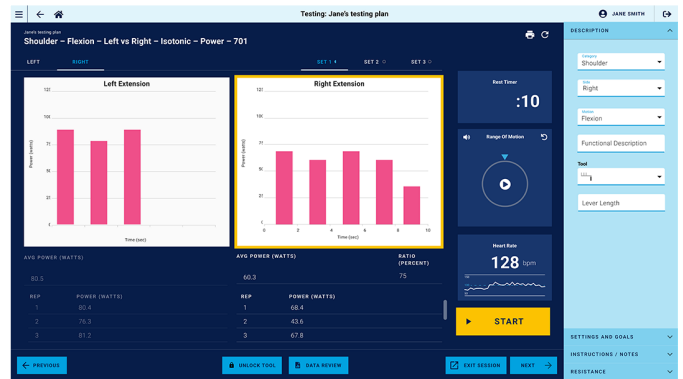 Testing: Jane's testing plan
JANE SMITH
Jane's testing plan
Shoulder – Flexion – Left vs Right – Isotonic – Power – 701
LEFT
RIGHT
SET 1
SET 2
SET 3
Left Extension
Power (watts)
Time (sec)
Right Extension
Power (watts)
0 2 4 6 8 10
Time (sec)
AVG POWER (WATTS)
80.5
REP POWER (WATTS)
1 80.4
2 76.3
3 81.2
AVG POWER (WATTS)
RATIO
(PERCENT)
60.3
75
REP POWER (WATTS)
1 68.4
2 43.6
3 67.8
Rest Timer
:10
Range Of Motion
Heart Rate
128 bpm
START
DESCRIPTION
Category
Shoulder
Side
Right
Motion
Flexion
Functional Description
Tool
Lever Length
SETTINGS AND GOALS
INSTRUCTIONS / NOTES
RESISTANCE
PREVIOUS
UNLOCK TOOL
DATA REVIEW
EXIT SESSION
NEXT